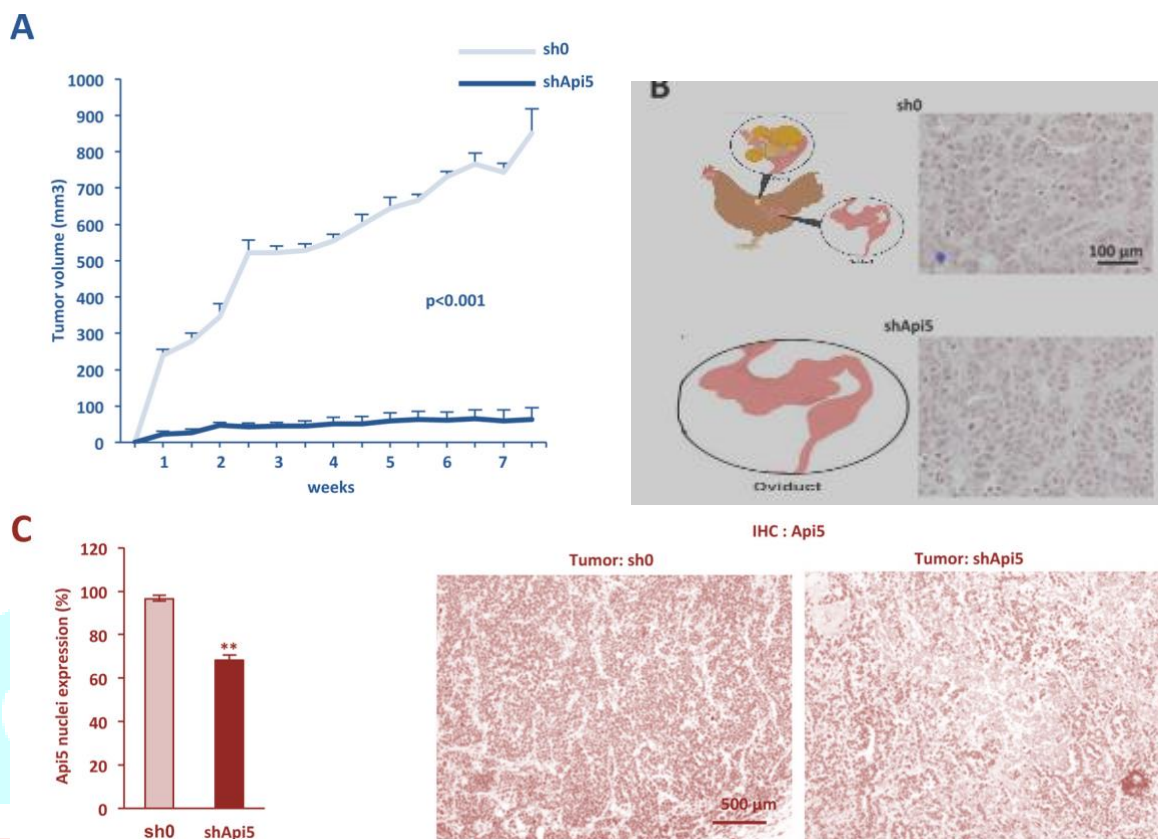 A
sh0
shApi5
1000
900
800
700
600
500
400
300
200
100
0
Tumor volume (mm3)
p<0.001
1 2 3 4 5 6 7
weeks
B
sh0
100 µm
shApi5
Oviduct
C
120
100
80
60
40
20
0
Api5 nuclei expression (%)
**
sh0 shApi5
IHC : Api5
Tumor: sh0 Tumor: shApi5
500 µm